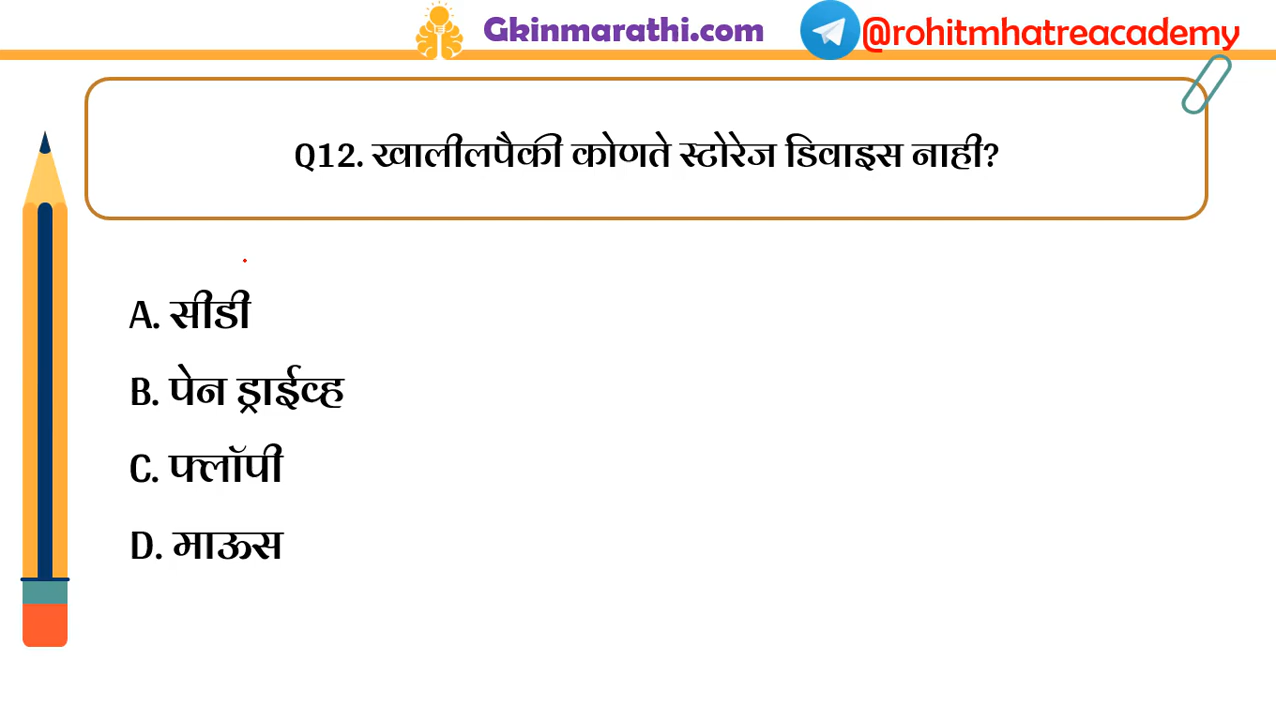 Gkinmarathi.com
@rohitmhatreacademy
Q12. खालीलपैकी कोणते स्टोरेज डिवाइस नाही?
A. सीडी
B. पेन ड्राईव्ह
C. फ्लॉपी
D. माऊस